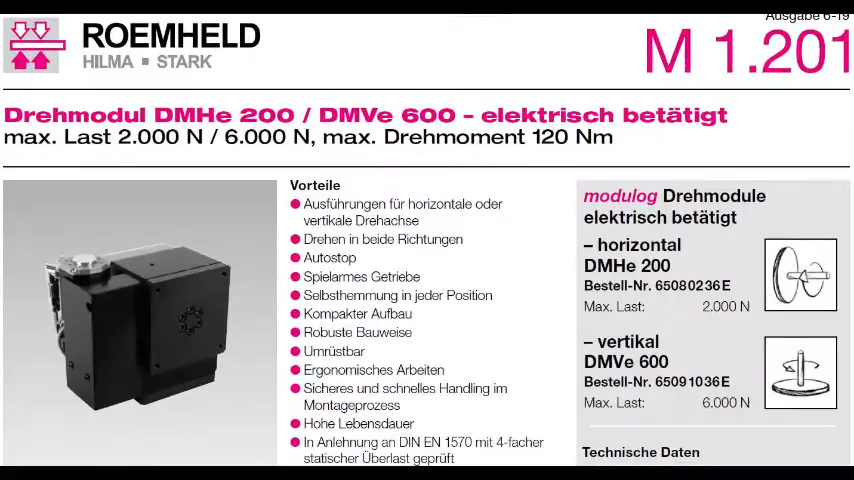 Ausgabe 6-19
ROEMHELD
HILMA ▪ STARK
M 1.201
Drehmodul DMHe 200 / DMVe 600 - elektrisch betätigt
max. Last 2.000 N / 6.000 N, max. Drehmoment 120 Nm
Vorteile
● Ausführungen für horizontale oder
vertikale Drehachse
● Drehen in beide Richtungen
● Autostop
● Spielarmes Getriebe
● Selbsthemmung in jeder Position
● Kompakter Aufbau
● Robuste Bauweise
● Umrüstbar
● Ergonomisches Arbeiten
● Sicheres und schnelles Handling im
Montageprozess
● Hohe Lebensdauer
● In Anlehnung an DIN EN 1570 mit 4-facher
statischer Überlast geprüft
modulog Drehmodule
elektrisch betätigt
– horizontal
DMHe 200
Bestell-Nr. 65080236E
Max. Last: 2.000 N
– vertikal
DMVe 600
Bestell-Nr. 65091036E
Max. Last: 6.000 N
Technische Daten